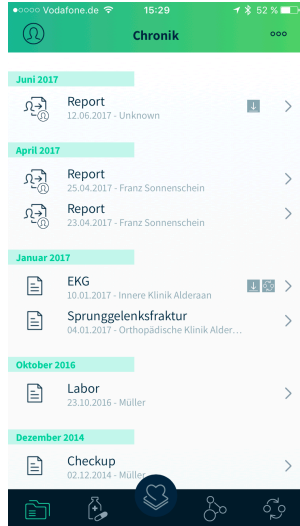 Vodafone.de 15:29 52 %
Chronik
Juni 2017
Report
12.06.2017 - Unknown
April 2017
Report
25.04.2017 - Franz Sonnenschein
Report
23.04.2017 - Franz Sonnenschein
Januar 2017
EKG
10.01.2017 - Innere Klinik Alderaan
Sprunggelenksfraktur
04.01.2017 - Orthopädische Klinik Alder...
Oktober 2016
Labor
23.10.2016 - Müller
Dezember 2014
Checkup
02.12.2014 - Müller